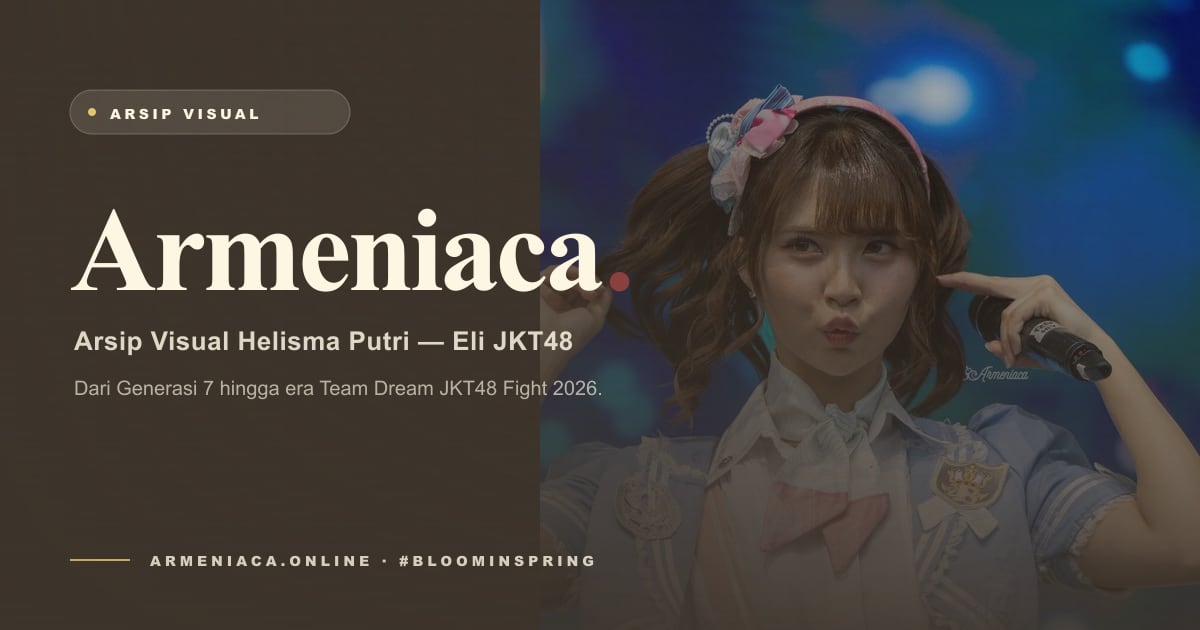 ARSIP VISUAL
Armeniaca.
Arsip Visual Helisma Putri — Eli JKT48
Dari Generasi 7 hingga era Team Dream JKT48 Fight 2026.
Armeniaca
ARMENIACA.ONLINE · #BLOOMINSPRING